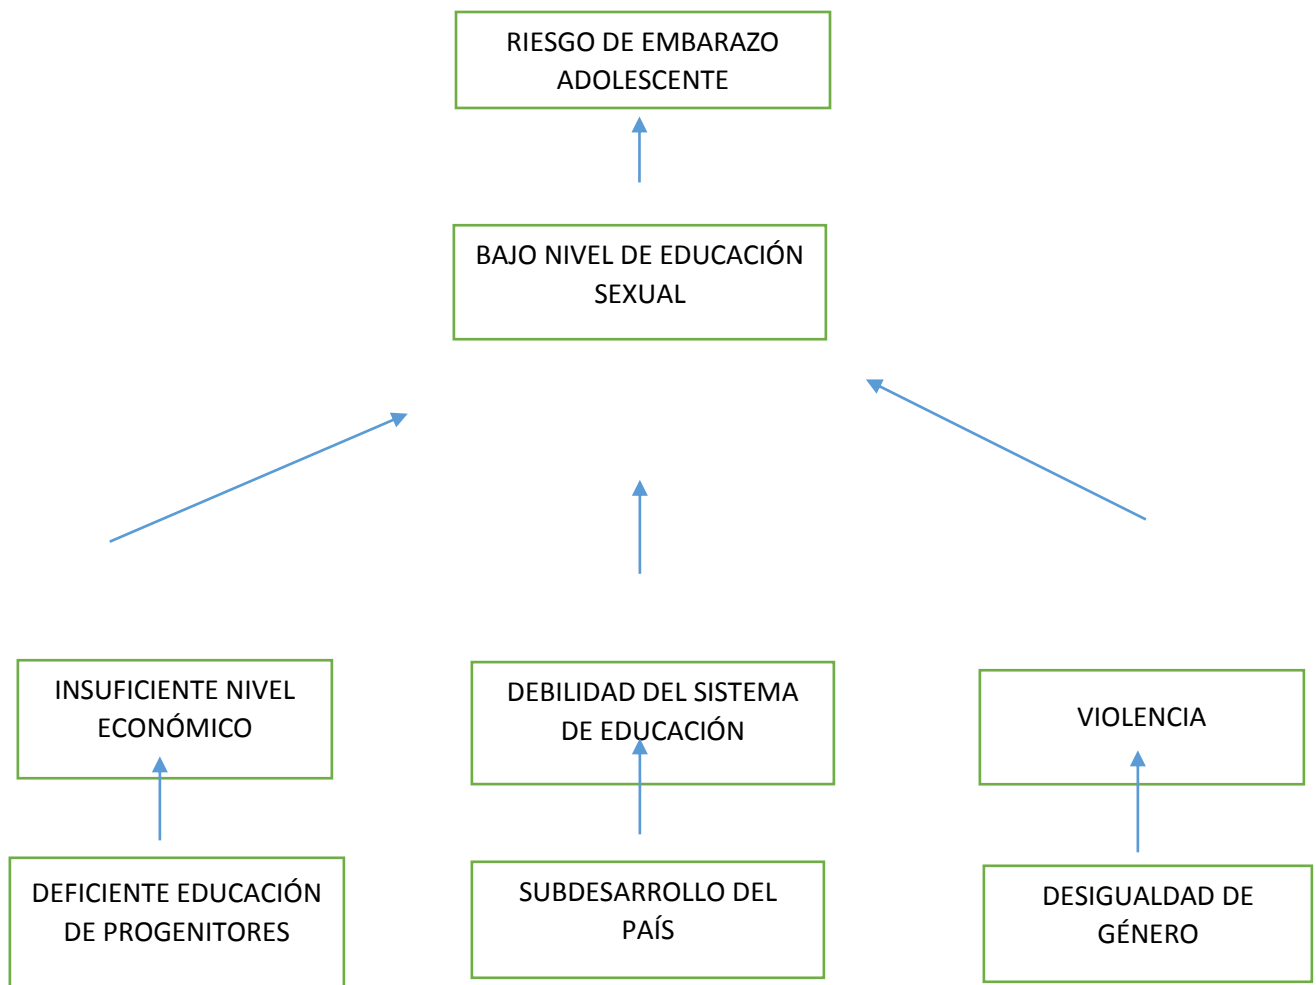 RIESGO DE EMBARAZO
ADOLESCENTE
BAJO NIVEL DE EDUCACIÓN
SEXUAL
INSUFICIENTE NIVEL
ECONÓMICO
DEBILIDAD DEL SISTEMA
DE EDUCACIÓN
VIOLENCIA
DEFICIENTE EDUCACIÓN
DE PROGENITORES
SUBDESARROLLO DEL
PAÍS
DESIGUALDAD DE
GÉNERO